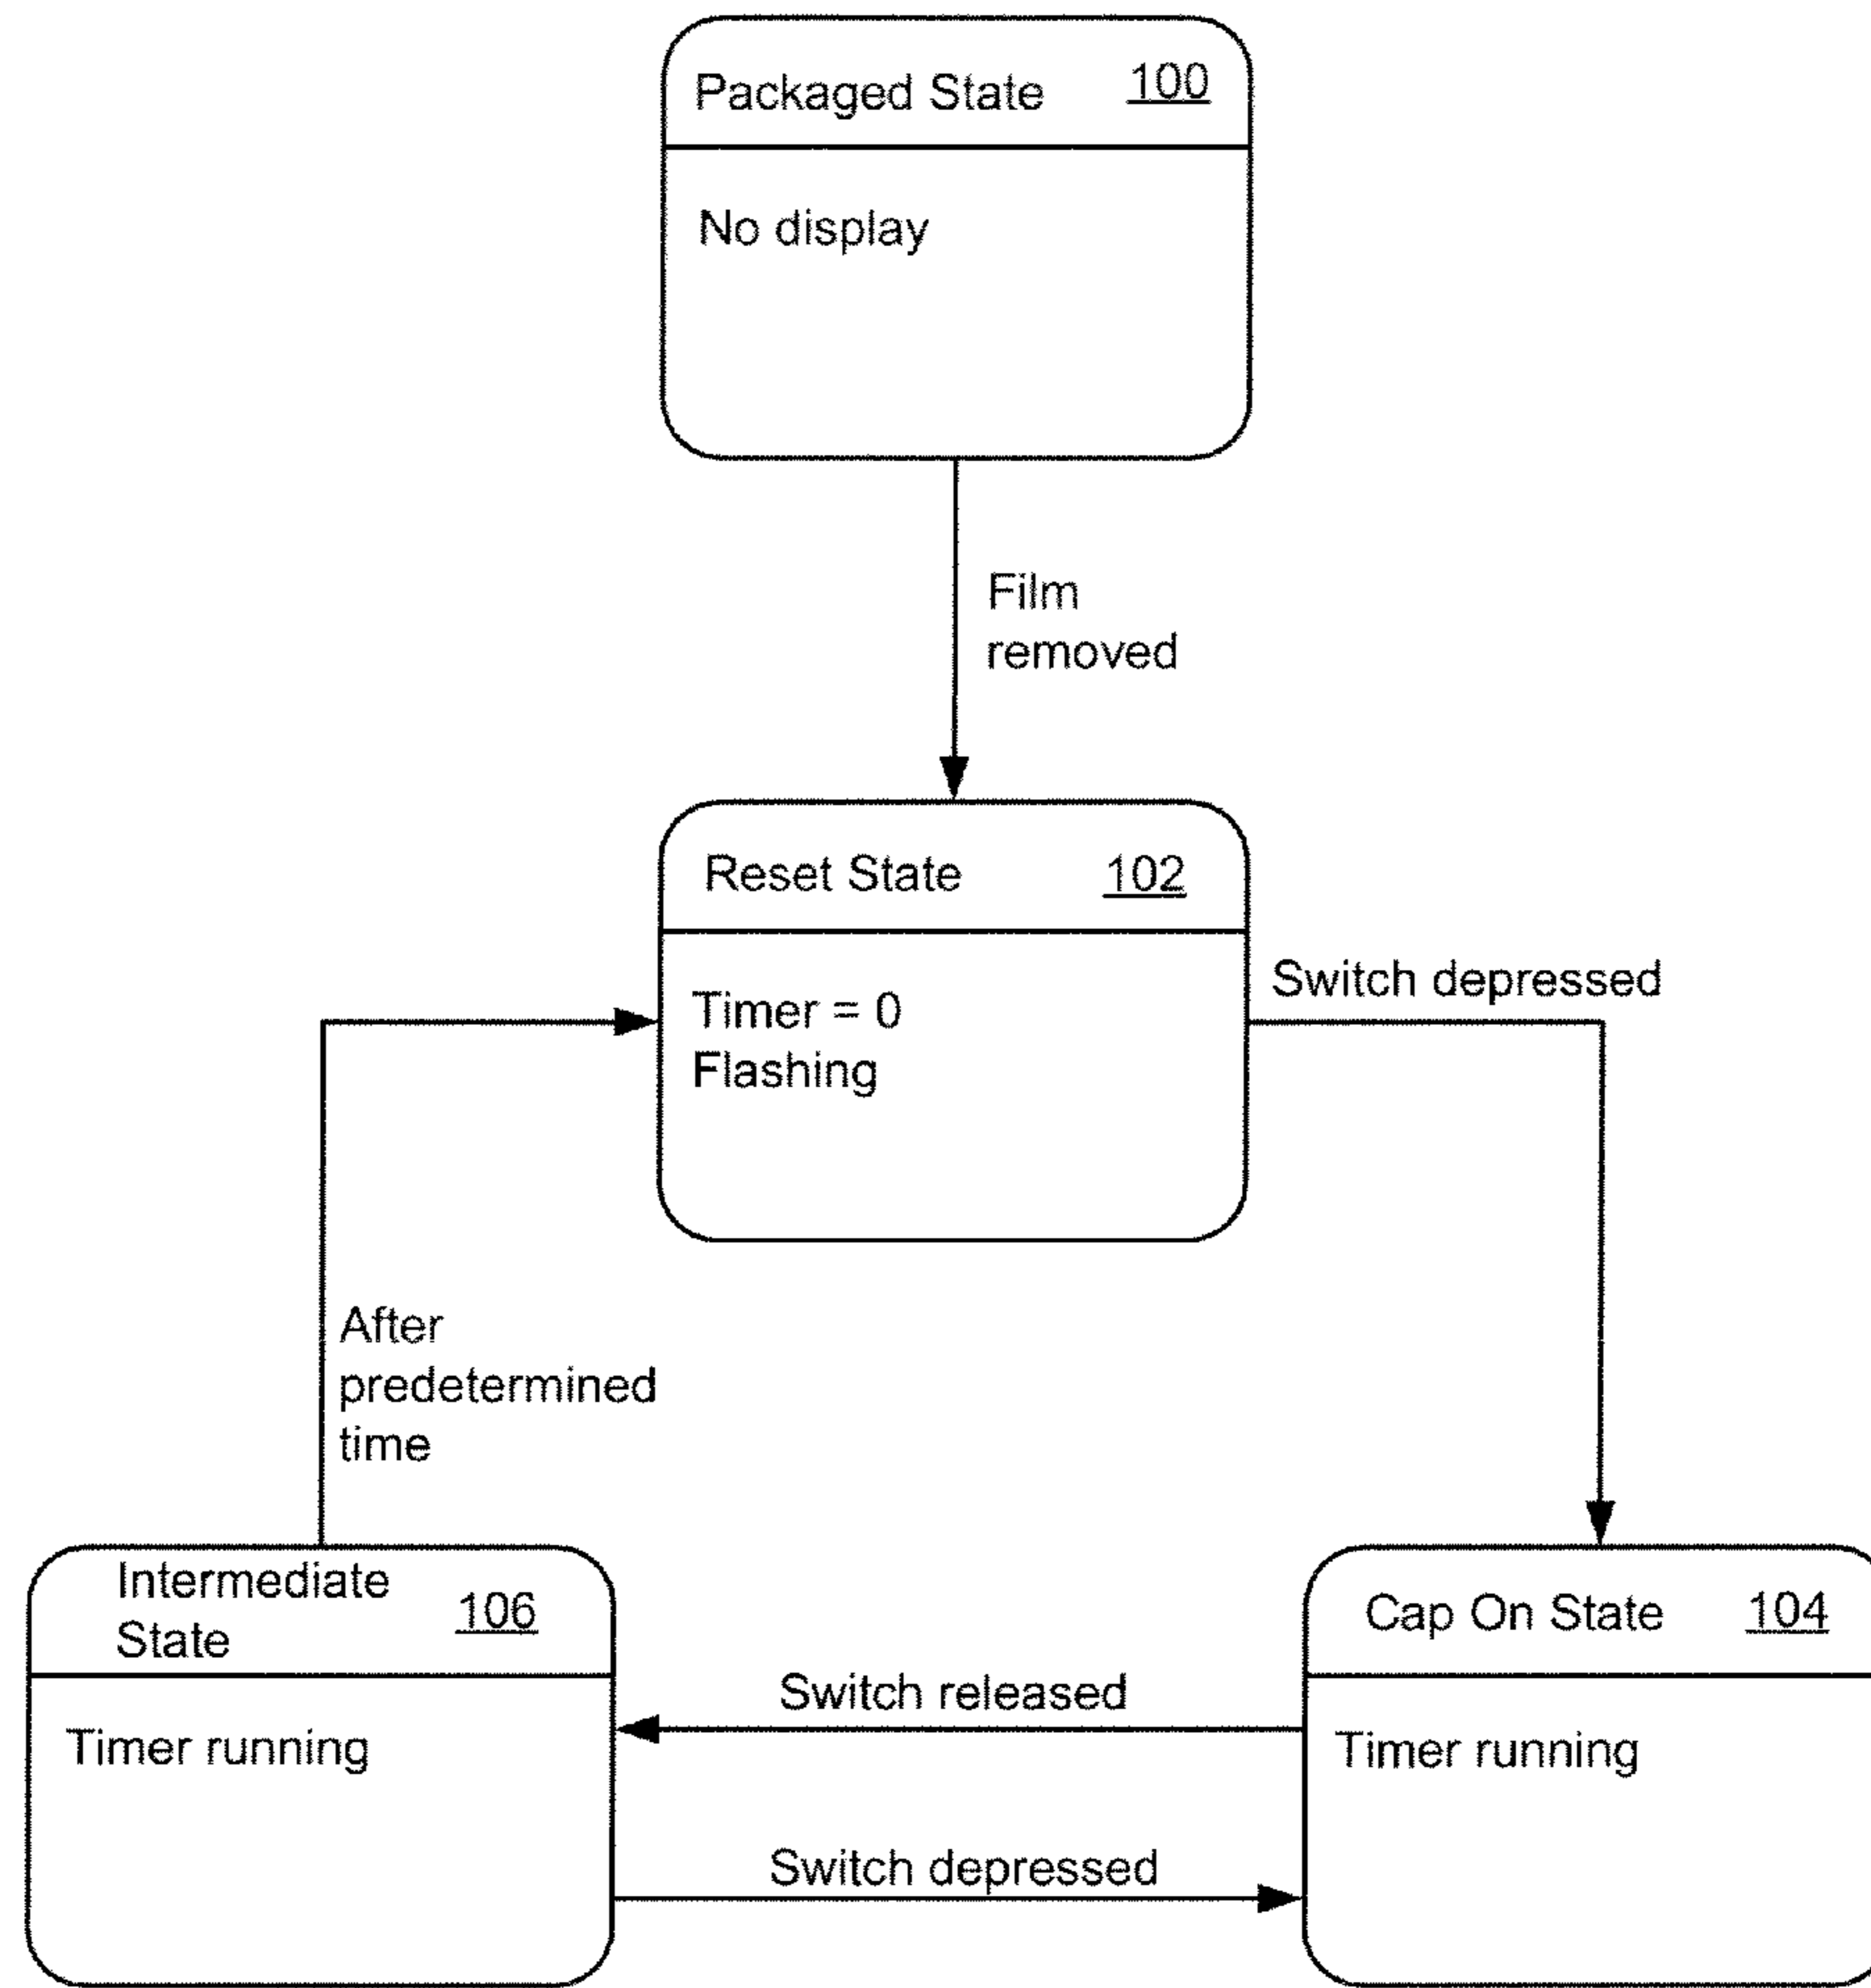 Packaged State 100
No display
Film
removed
Reset State 102
Timer = 0
Flashing
Switch depressed
After
predetermined
time
Intermediate
State 106
Timer running
Switch released
Switch depressed
Cap On State 104
Timer running